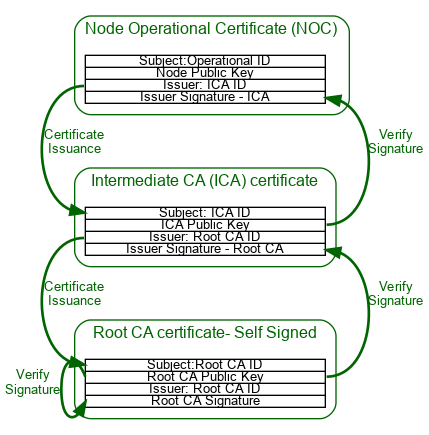 Node Operational Certificate (NOC)
Subject:Operational ID
Node Public Key
Issuer: ICA ID
Issuer Signature - ICA
Certificate
Issuance
Verify
Signature
Intermediate CA (ICA) certificate
Subject: ICA ID
ICA Public Key
Issuer: Root CA ID
Issuer Signature - Root CA
Certificate
Issuance
Verify
Signature
Root CA certificate- Self Signed
Subject:Root CA ID
Root CA Public Key
Issuer: Root CA ID
Root CA Signature
Verify
Signature